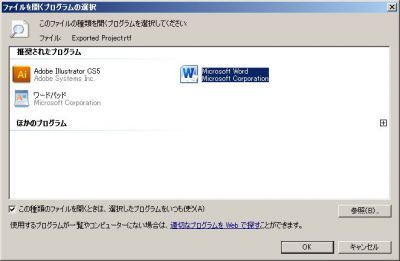 ファイルを開くプログラムの選択
このファイルの種類を開くプログラムを選択してください
ファイル: Exported Project.rtf
推奨されたプログラム
Adobe Illustrator CS5
Adobe Systems Inc.
Microsoft Word
Microsoft Corporation
ワードパッド
Microsoft Corporation
ほかのプログラム
この種類のファイルを開くときは、選択したプログラムをいつも使う(A)
参照(B)...
使用するプログラムが一覧やコンピューターにない場合は、適切なプログラムを Web で探すことができます。
OK
キャンセル